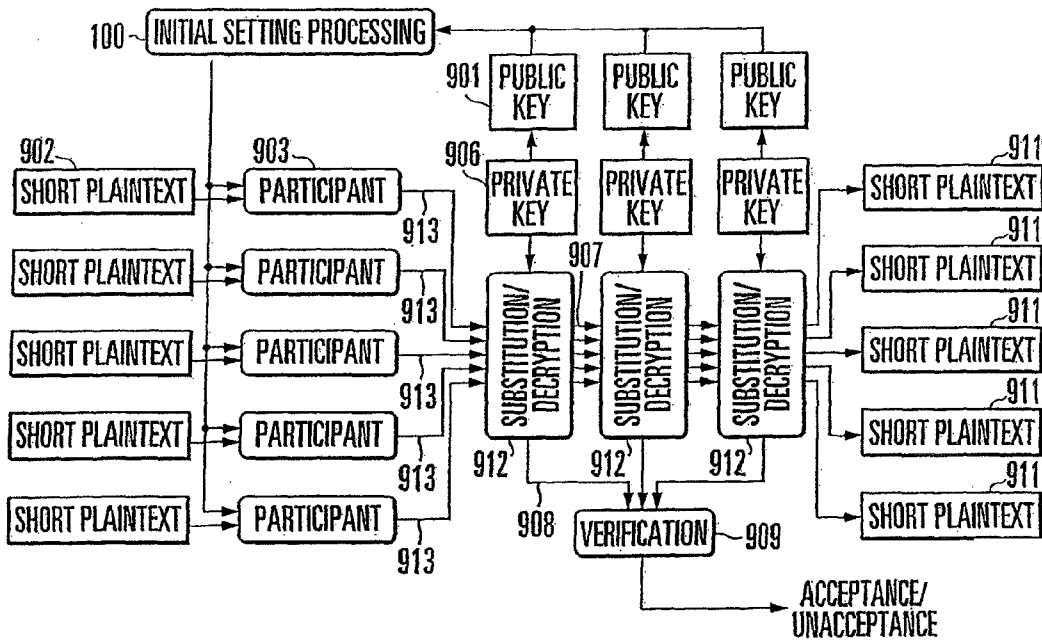 100 INITIAL SETTING PROCESSING
901 PUBLIC KEY
PUBLIC KEY
PUBLIC KEY
902
903
906
PRIVATE KEY
PRIVATE KEY
PRIVATE KEY
911
SHORT PLAINTEXT
PARTICIPANT
913
SHORT PLAINTEXT
911
SHORT PLAINTEXT
PARTICIPANT
913
907
SHORT PLAINTEXT
SUBSTITUTION/
DECRYPTION
SUBSTITUTION/
DECRYPTION
SUBSTITUTION/
DECRYPTION
911
SHORT PLAINTEXT
PARTICIPANT
913
SHORT PLAINTEXT
911
SHORT PLAINTEXT
PARTICIPANT
913
SHORT PLAINTEXT
912
912
912
911
SHORT PLAINTEXT
PARTICIPANT
913
908
SHORT PLAINTEXT
VERIFICATION
909
ACCEPTANCE/
UNACCEPTANCE